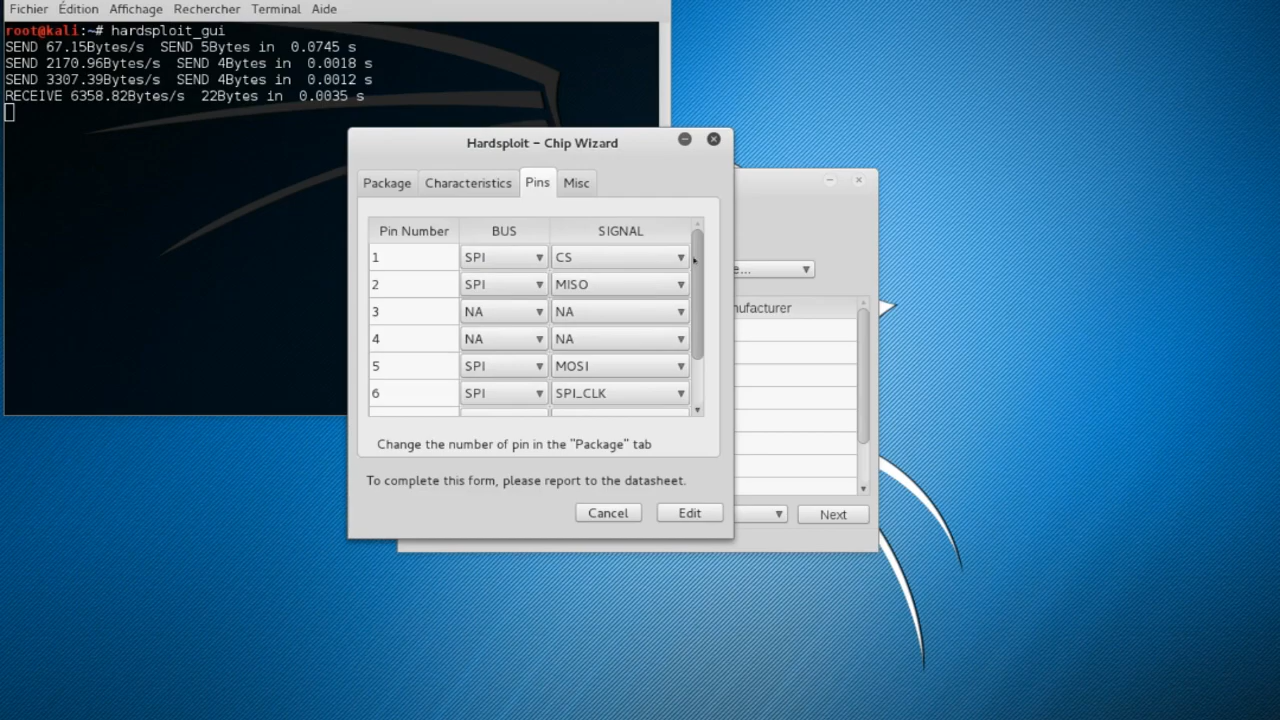 Fichier Édition Affichage Rechercher Terminal Aide
root@kali:~# hardsploit_gui
SEND 67.15Bytes/s SEND 5Bytes in 0.0745 s
SEND 2170.96Bytes/s SEND 4Bytes in 0.0018 s
SEND 3307.39Bytes/s SEND 4Bytes in 0.0012 s
RECEIVE 6358.82Bytes/s 22Bytes in 0.0035 s
Hardsploit - Chip Wizard
Package Characteristics Pins Misc
Pin Number BUS SIGNAL
1 SPI CS
2 SPI MISO
3 NA NA
4 NA NA
5 SPI MOSI
6 SPI SPI_CLK
Change the number of pin in the "Package" tab
To complete this form, please report to the datasheet.
Cancel Edit
e...
nufacturer
Next